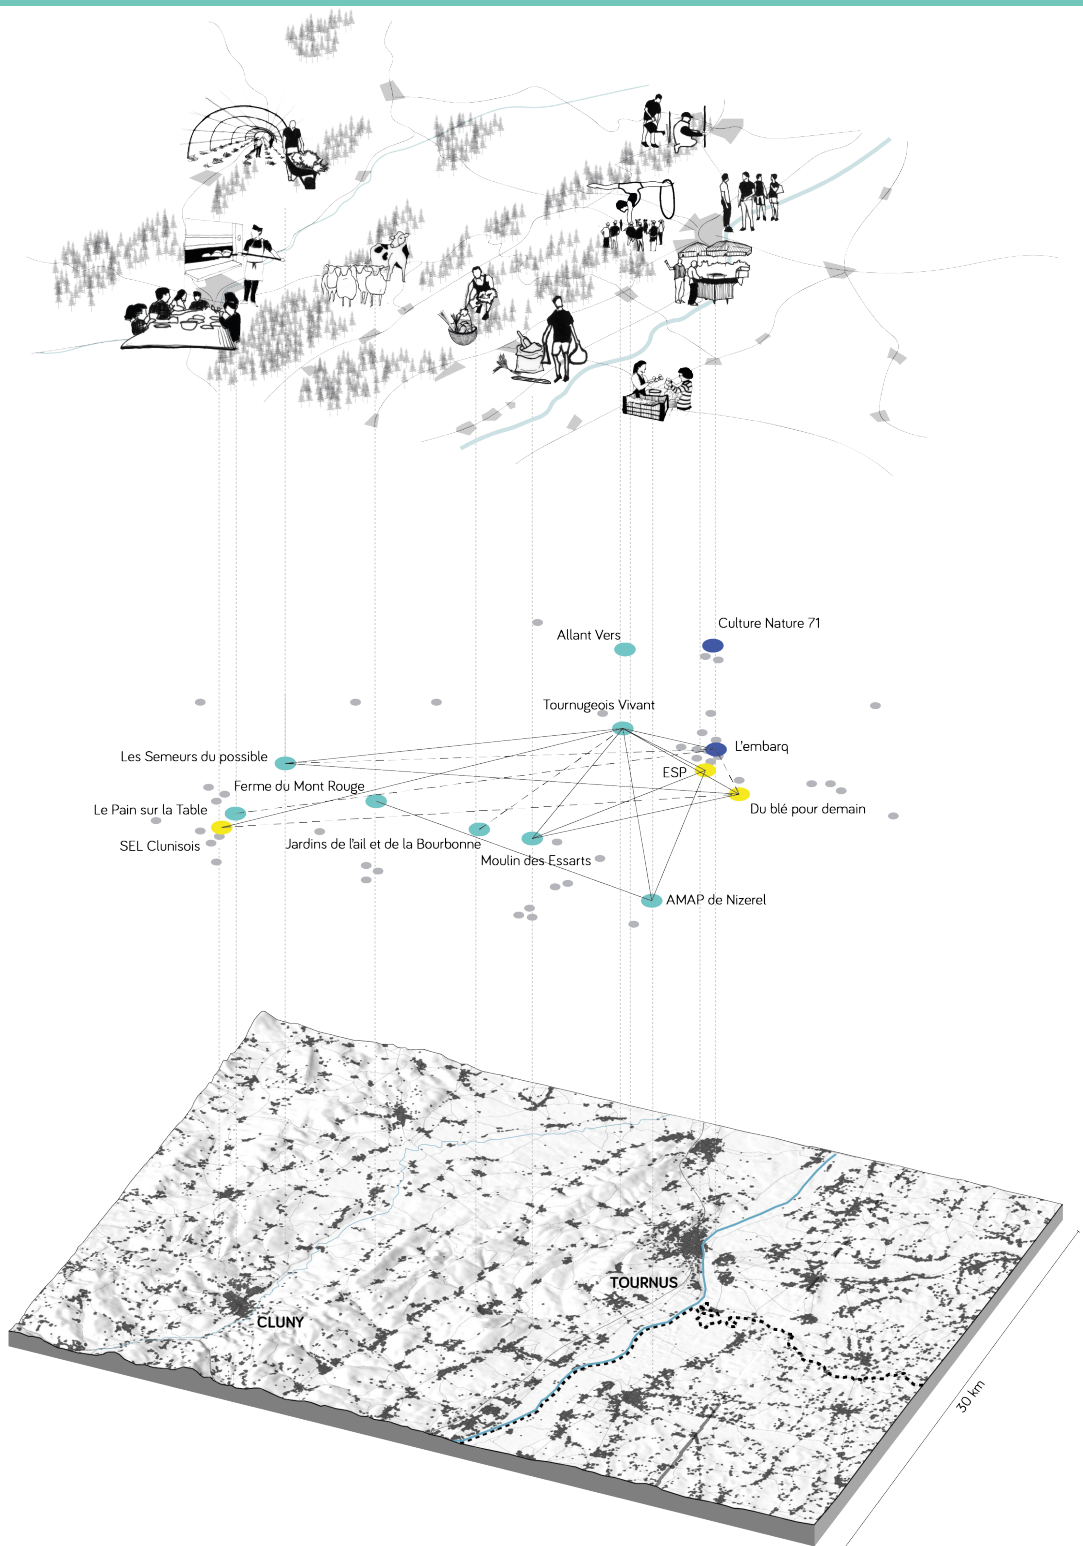 Culture Nature 71
Allant Vers
Tournugeois Vivant
L'embarq
Les Semeurs du possible
ESP
Ferme du Mont Rouge
Du blé pour demain
Le Pain sur la Table
SEL Clunisois
Jardins de l'ail et de la Bourbonne
Moulin des Essarts
AMAP de Nizerel
TOURNUS
CLUNY
30 km